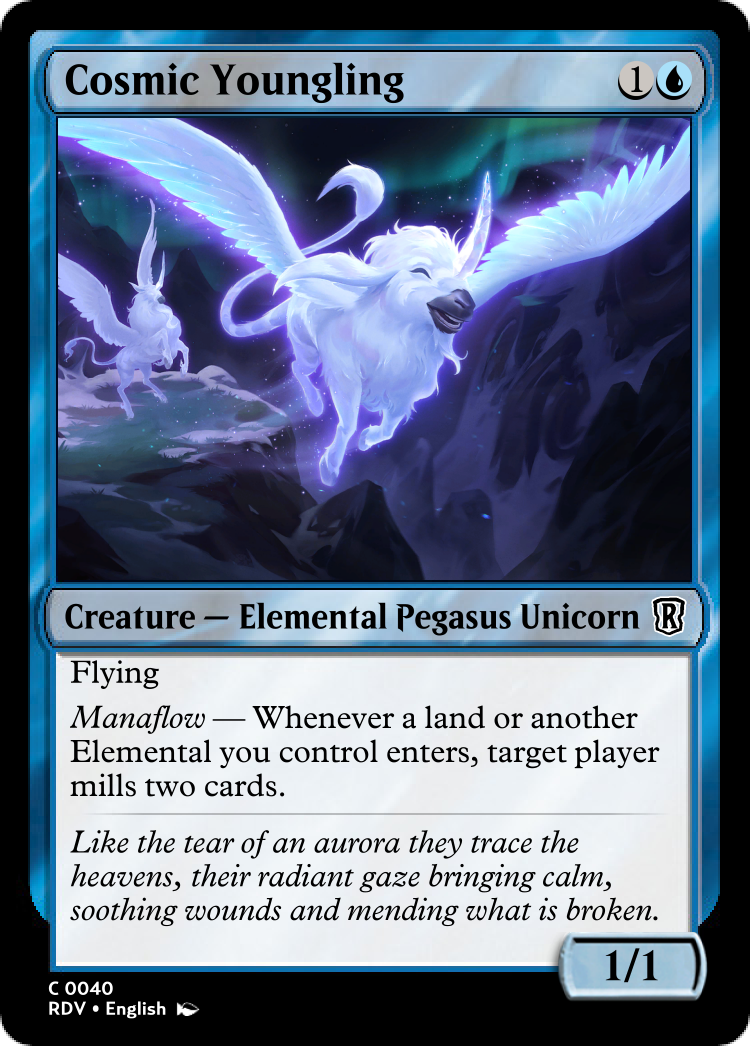 Cosmic Youngling 1
Creature — Elemental Pegasus Unicorn R
Flying
Manaflow — Whenever a land or another
Elemental you control enters, target player
mills two cards.
Like the tear of an aurora they trace the
heavens, their radiant gaze bringing calm,
soothing wounds and mending what is broken.
1/1
C 0040
RDV • English